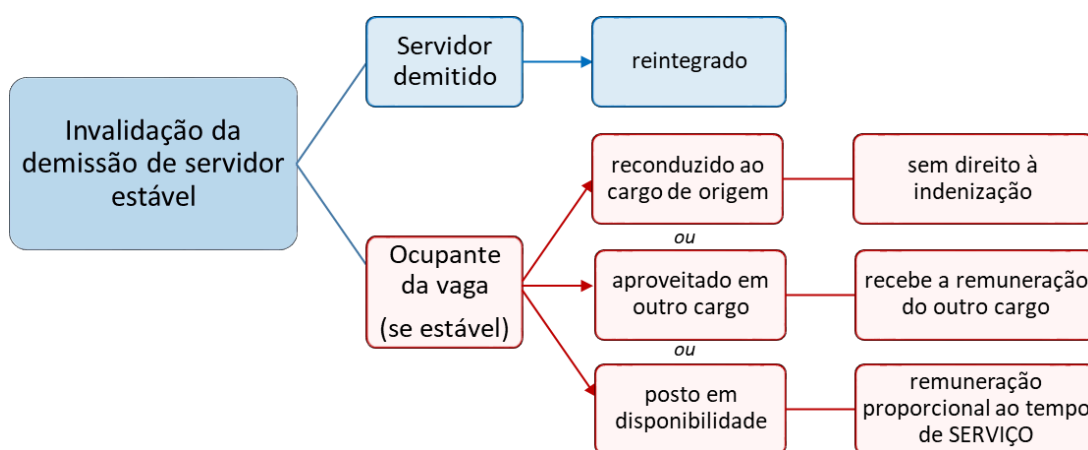 Invalidação da
demissão de servidor
estável
Servidor
demitido
reintegrado
Ocupante
da vaga
(se estável)
reconduzido ao
cargo de origem
sem direito à
indenização
ou
aproveitado em
outro cargo
recebe a remuneração
do outro cargo
ou
posto em
disponibilidade
remuneração
proporcional ao tempo
de SERVIÇO